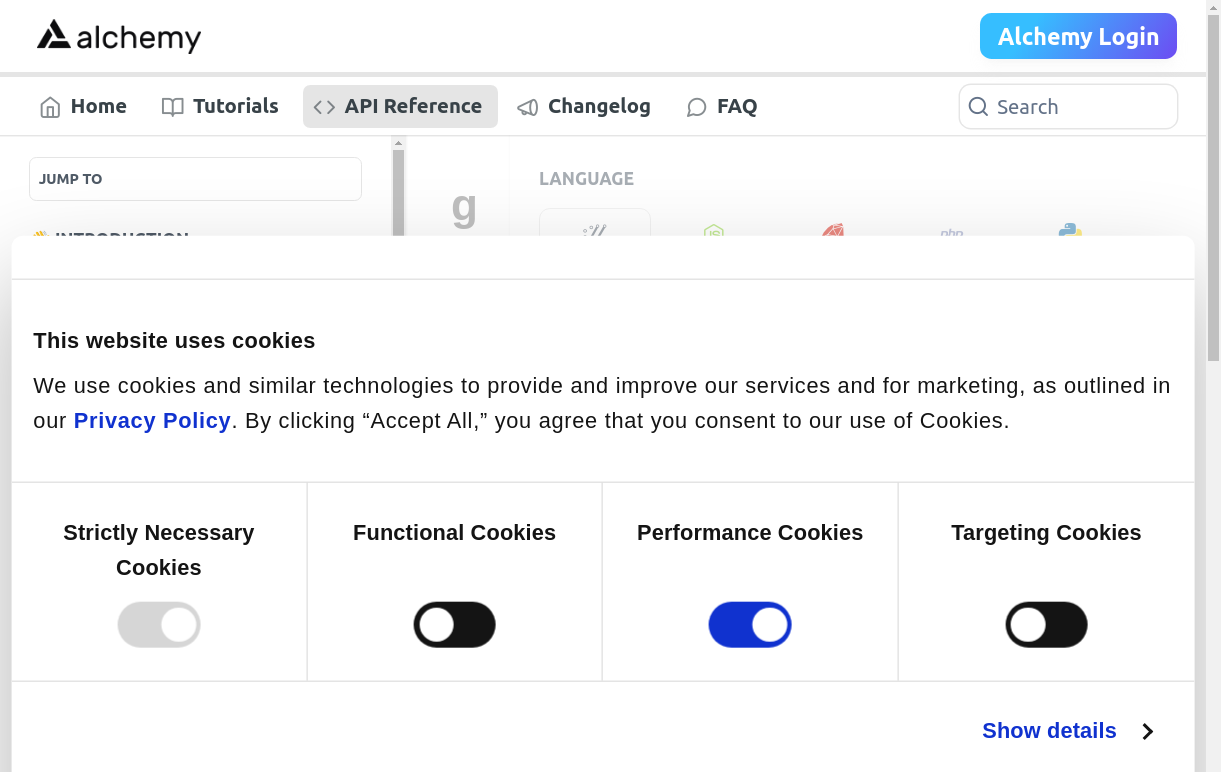 alchemy
Alchemy Login
Home
Tutorials
API Reference
Changelog
FAQ
Search
JUMP TO
LANGUAGE
g
INTRODUCTION
JS
php
This website uses cookies
We use cookies and similar technologies to provide and improve our services and for marketing, as outlined in
our Privacy Policy. By clicking “Accept All,” you agree that you consent to our use of Cookies.
Strictly Necessary
Cookies
Functional Cookies
Performance Cookies
Targeting Cookies
Show details